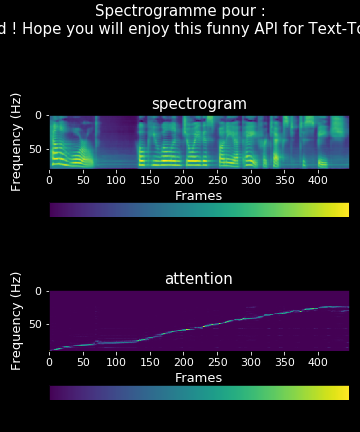 Spectrogramme pour :
d ! Hope you will enjoy this funny API for Text-To
spectrogram
Frequency (Hz)
0
50
0 50 100 150 200 250 300 350 400
Frames
attention
Frequency (Hz)
0
50
0 50 100 150 200 250 300 350 400
Frames